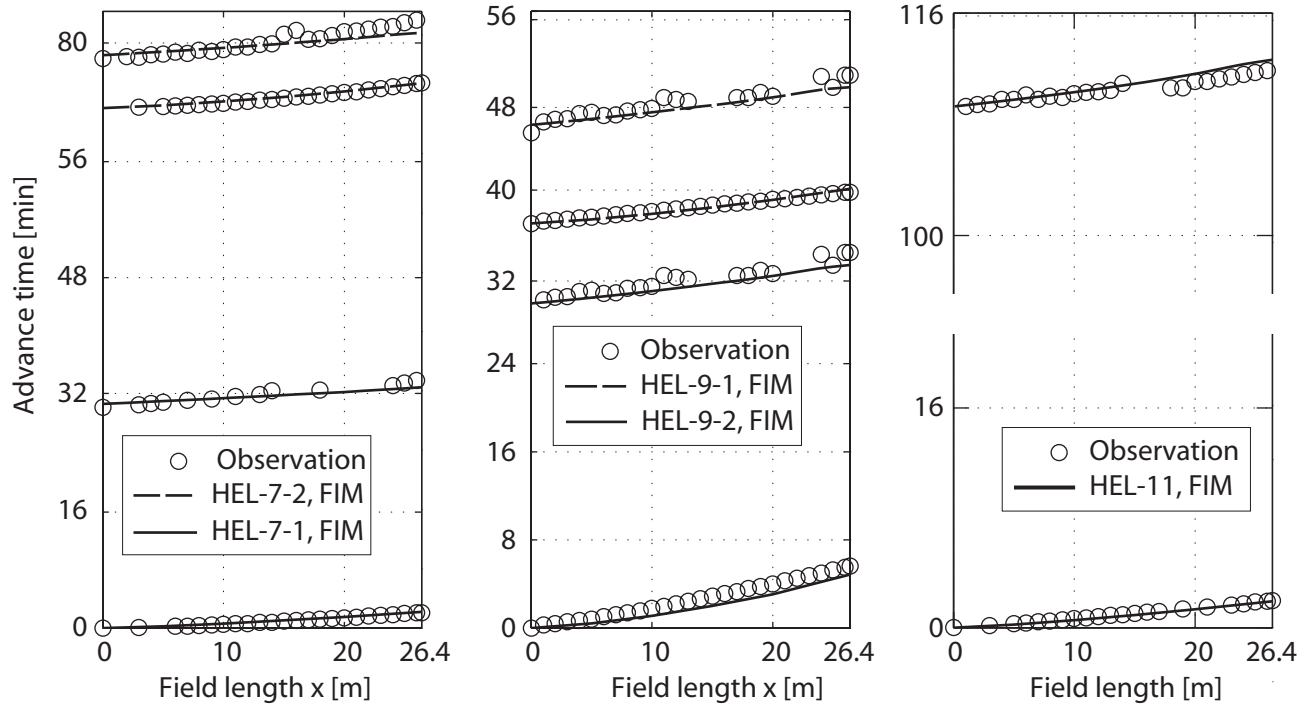 Advance time [min]
80
56
48
32
16
0
Observation
HEL-7-2, FIM
HEL-7-1, FIM
0
10
20
26.4
Field length x [m]
56
48
40
32
24
16
8
0
Observation
HEL-9-1, FIM
HEL-9-2, FIM
0
10
20
26.4
Field length x [m]
116
100
16
0
Observation
HEL-11, FIM
0
10
20
26.4
Field length [m]